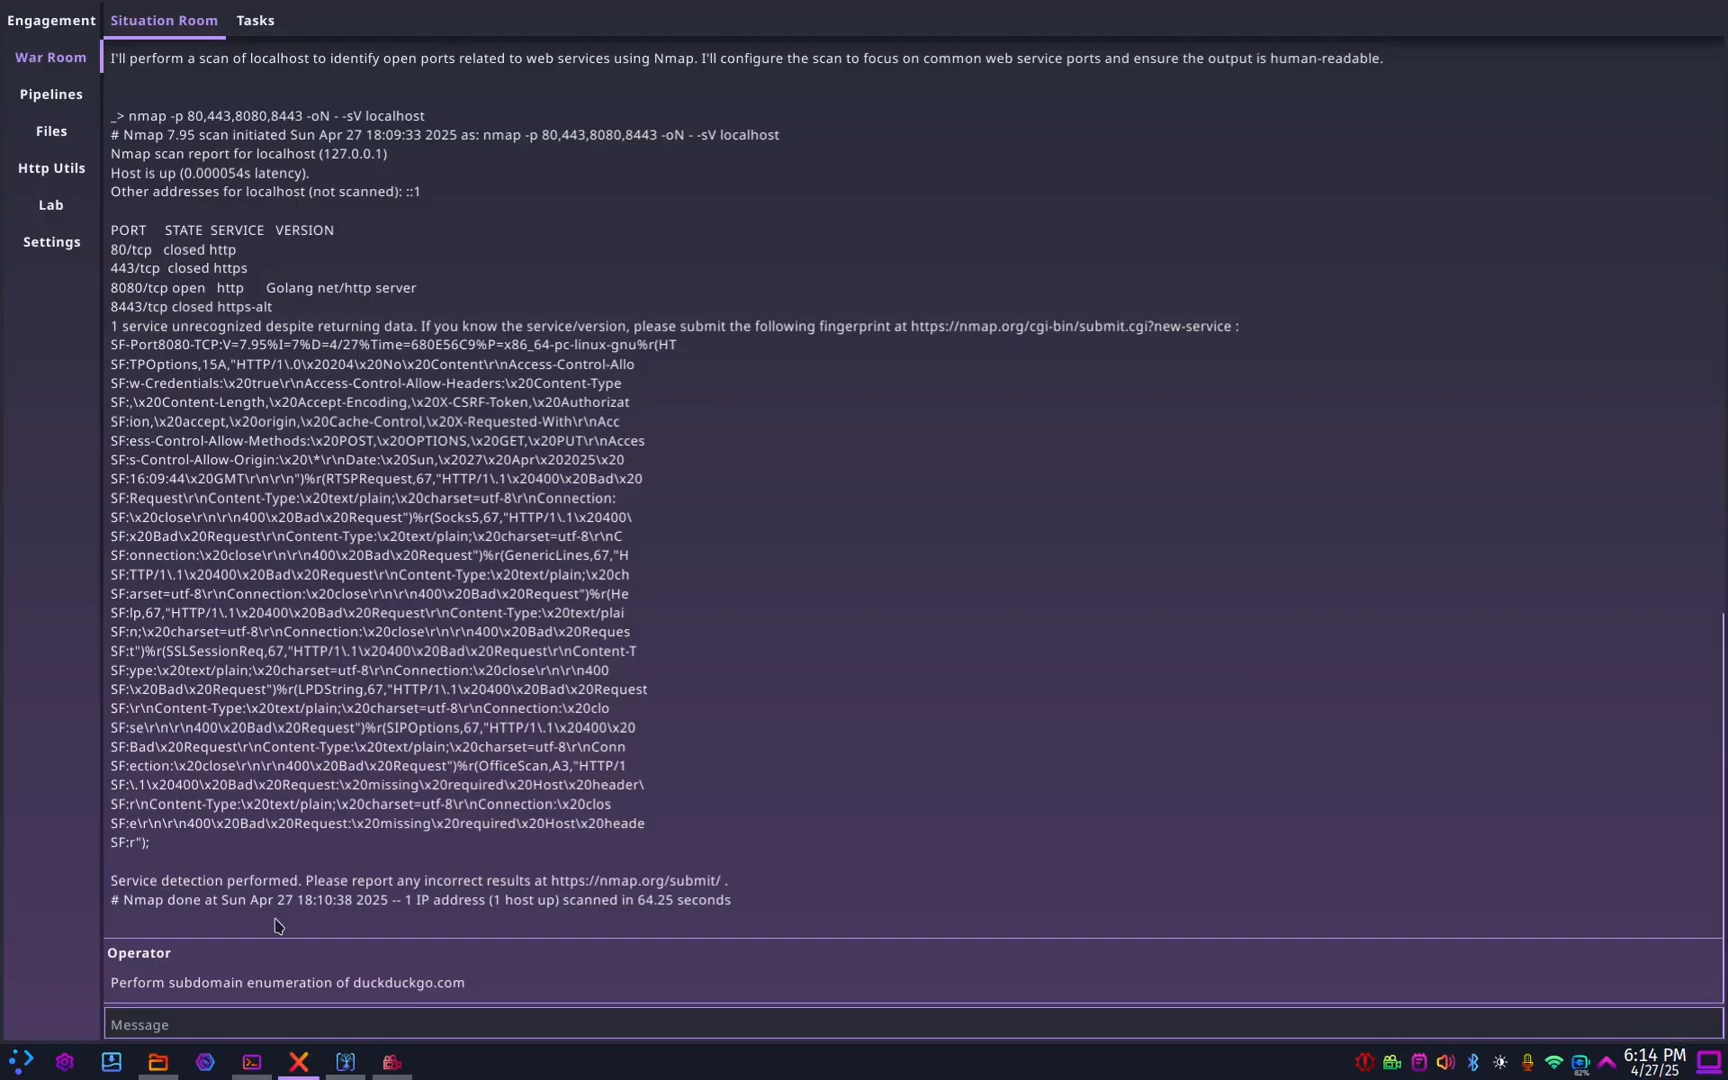 Engagement
Situation Room
Tasks
War Room
Pipelines
Files
Http Utils
Lab
Settings
I'll perform a scan of localhost to identify open ports related to web services using Nmap. I'll configure the scan to focus on common web service ports and ensure the output is human-readable.
_> nmap -p 80,443,8080,8443 -oN - -sV localhost
# Nmap 7.95 scan initiated Sun Apr 27 18:09:33 2025 as: nmap -p 80,443,8080,8443 -oN - -sV localhost
Nmap scan report for localhost (127.0.0.1)
Host is up (0.000054s latency).
Other addresses for localhost (not scanned): ::1
PORT     STATE  SERVICE   VERSION
80/tcp   closed http
443/tcp  closed https
8080/tcp open   http      Golang net/http server
8443/tcp closed https-alt
1 service unrecognized despite returning data. If you know the service/version, please submit the following fingerprint at https://nmap.org/cgi-bin/submit.cgi?new-service :
SF-Port8080-TCP:V=7.95%I=7%D=4/27%Time=680E56C9%P=x86_64-pc-linux-gnu%r(HT
SF:TPOptions,15A,"HTTP/1\.0\x20204\x20No\x20Content\r\nAccess-Control-Allo
SF:w-Credentials:\x20true\r\nAccess-Control-Allow-Headers:\x20Content-Type
SF:,\x20Content-Length,\x20Accept-Encoding,\x20X-CSRF-Token,\x20Authorizat
SF:ion,\x20accept,\x20origin,\x20Cache-Control,\x20X-Requested-With\r\nAcc
SF:ess-Control-Allow-Methods:\x20POST,\x20OPTIONS,\x20GET,\x20PUT\r\nAcces
SF:s-Control-Allow-Origin:\x20\*\r\nDate:\x20Sun,\x2027\x20Apr\x202025\x20
SF:16:09:44\x20GMT\r\n\r\n")%r(RTSPRequest,67,"HTTP/1\.1\x20400\x20Bad\x20
SF:Request\r\nContent-Type:\x20text/plain;\x20charset=utf-8\r\nConnection:
SF:\x20close\r\n\r\n400\x20Bad\x20Request")%r(Socks5,67,"HTTP/1\.1\x20400\
SF:x20Bad\x20Request\r\nContent-Type:\x20text/plain;\x20charset=utf-8\r\nC
SF:onnection:\x20close\r\n\r\n400\x20Bad\x20Request")%r(GenericLines,67,"H
SF:TTP/1\.1\x20400\x20Bad\x20Request\r\nContent-Type:\x20text/plain;\x20ch
SF:arset=utf-8\r\nConnection:\x20close\r\n\r\n400\x20Bad\x20Request")%r(He
SF:lp,67,"HTTP/1\.1\x20400\x20Bad\x20Request\r\nContent-Type:\x20text/plai
SF:n;\x20charset=utf-8\r\nConnection:\x20close\r\n\r\n400\x20Bad\x20Reques
SF:t")%r(SSLSessionReq,67,"HTTP/1\.1\x20400\x20Bad\x20Request\r\nContent-T
SF:ype:\x20text/plain;\x20charset=utf-8\r\nConnection:\x20close\r\n\r\n400
SF:\x20Bad\x20Request")%r(LPDString,67,"HTTP/1\.1\x20400\x20Bad\x20Request
SF:\r\nContent-Type:\x20text/plain;\x20charset=utf-8\r\nConnection:\x20clo
SF:se\r\n\r\n400\x20Bad\x20Request")%r(SIPOptions,67,"HTTP/1\.1\x20400\x20
SF:Bad\x20Request\r\nContent-Type:\x20text/plain;\x20charset=utf-8\r\nConn
SF:ection:\x20close\r\n\r\n400\x20Bad\x20Request")%r(OfficeScan,A3,"HTTP/1
SF:\.1\x20400\x20Bad\x20Request:\x20missing\x20required\x20Host\x20header\
SF:r\nContent-Type:\x20text/plain;\x20charset=utf-8\r\nConnection:\x20clos
SF:e\r\n\r\n400\x20Bad\x20Request:\x20missing\x20required\x20Host\x20heade
SF:r");
Service detection performed. Please report any incorrect results at https://nmap.org/submit/ .
# Nmap done at Sun Apr 27 18:10:38 2025 -- 1 IP address (1 host up) scanned in 64.25 seconds
Operator
Perform subdomain enumeration of duckduckgo.com
Message
82%
6:14 PM
4/27/25